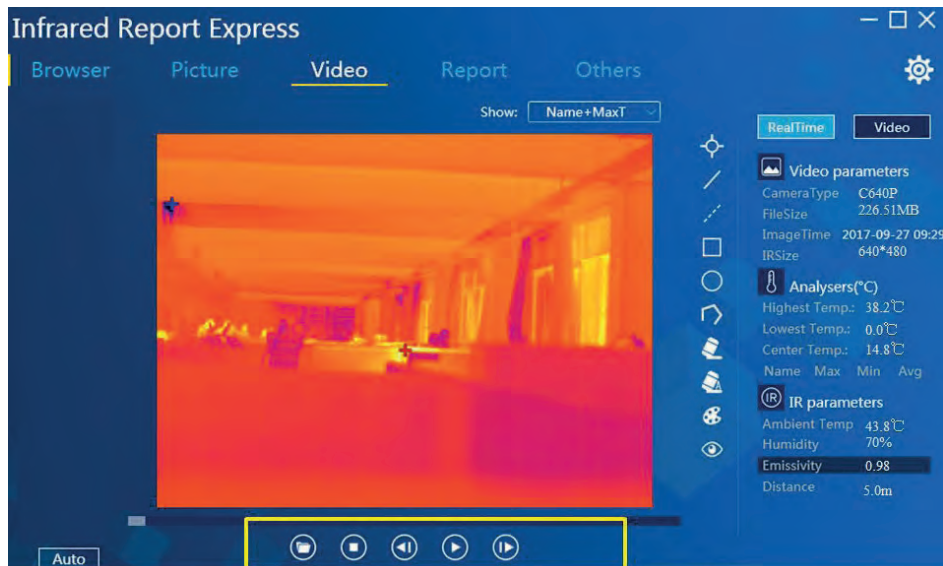 Infrared Report Express
Browser Picture Video Report Others
Show: Name+MaxT
RealTime Video
Video parameters
CameraType C640P
FileSize 226.51MB
ImageTime 2017-09-27 09:29
IRSize 640*480
Analysers(°C)
Highest Temp.: 38.2℃
Lowest Temp.: 0.0℃
Center Temp.: 14.8℃
Name Max Min Avg
IR IR parameters
Ambient Temp 43.8℃
Humidity 70%
Emissivity 0.98
Distance 5.0m
Auto